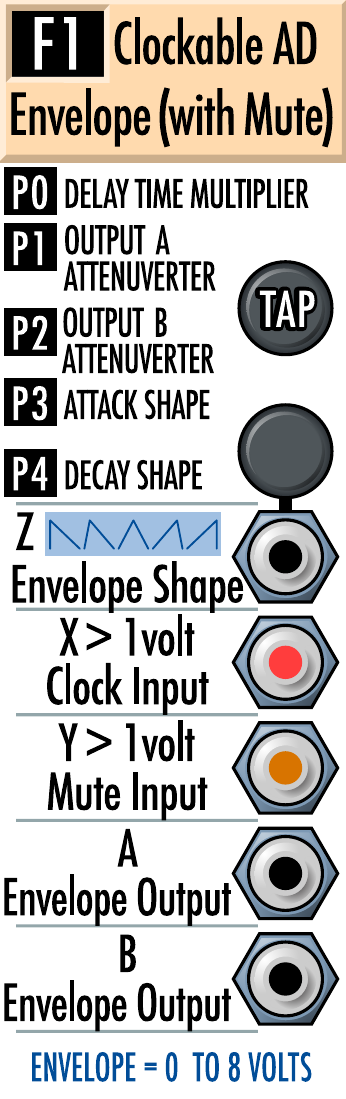 F1 Clockable AD
Envelope (with Mute)
P0 DELAY TIME MULTIPLIER
P1 OUTPUT A
ATTENUVERTER
TAP
P2 OUTPUT B
ATTENUVERTER
P3 ATTACK SHAPE
P4 DECAY SHAPE
Z
Envelope Shape
X > 1volt
Clock Input
Y > 1volt
Mute Input
A
Envelope Output
B
Envelope Output
ENVELOPE = 0 TO 8 VOLTS